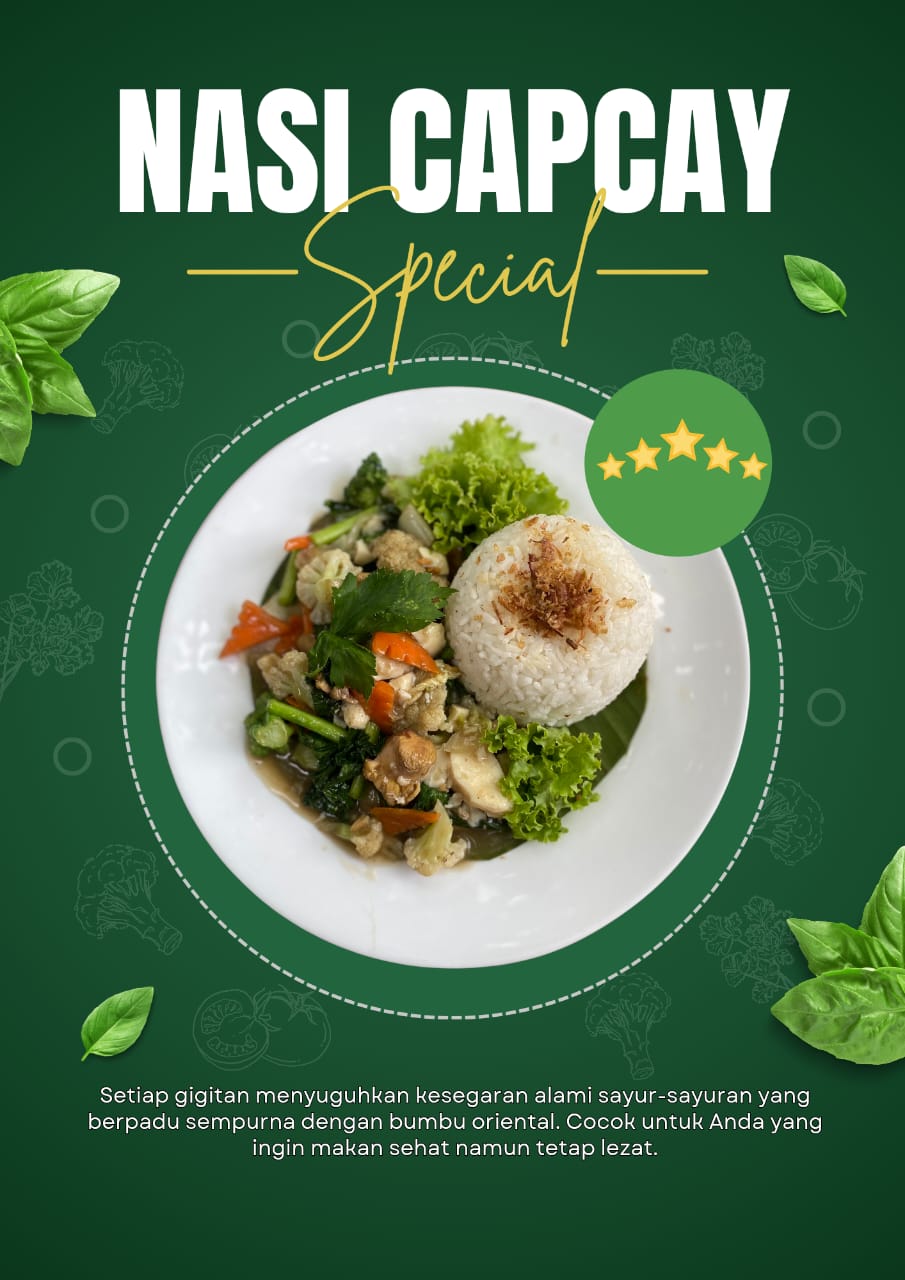 NASI CAPCAY
Special
Setiap gigitan menyuguhkan kesegaran alami sayur-sayuran yang
berpadu sempurna dengan bumbu oriental. Cocok untuk Anda yang
ingin makan sehat namun tetap lezat.